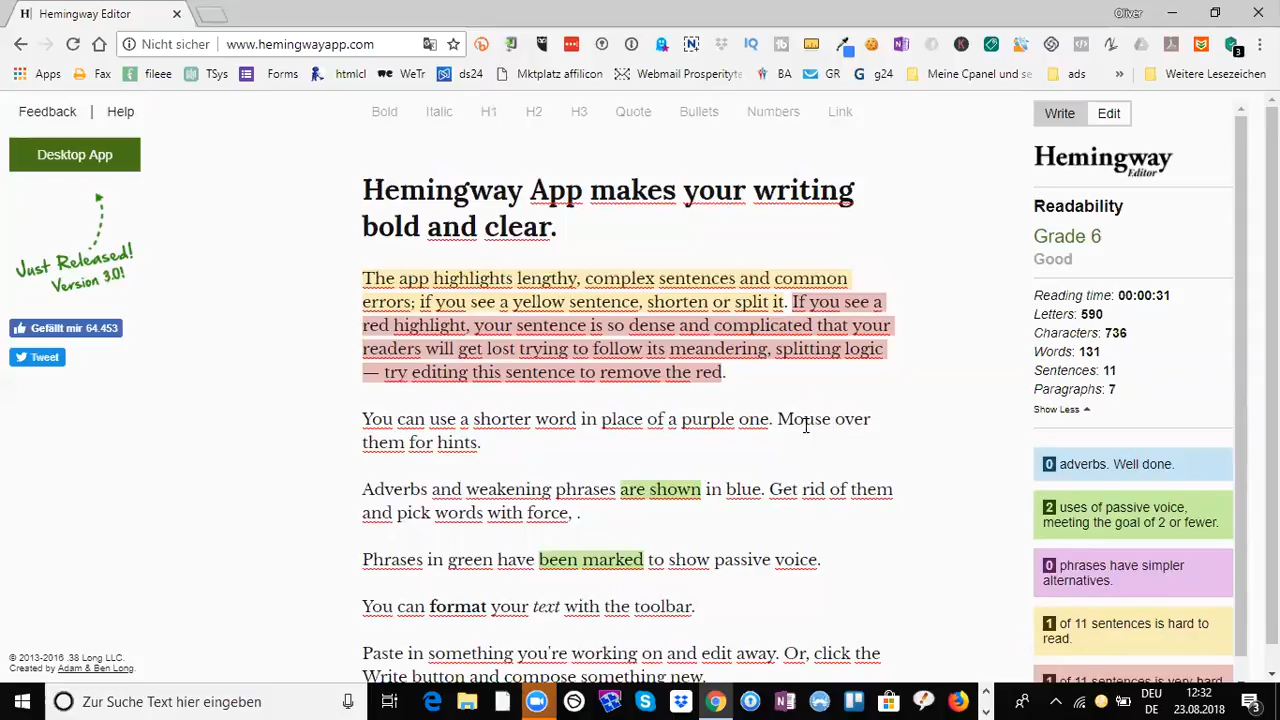 Hemingway Editor
Oliver
Nicht sicher | www.hemingwayapp.com
Apps Fax fileee TSys Forms htmlcl WeTr ds24 Mktplatz affilicon Webmail Prosperityte BA GR g24 Meine Cpanel und se ads » Weitere Lesezeichen
Feedback | Help
Bold Italic H1 H2 H3 Quote Bullets Numbers Link
Write Edit
Desktop App
Just Released!
Version 3.0!
Gefällt mir 64.453
Tweet
Hemingway App makes your writing
bold and clear.
The app highlights lengthy, complex sentences and common
errors; if you see a yellow sentence, shorten or split it. If you see a
red highlight, your sentence is so dense and complicated that your
readers will get lost trying to follow its meandering, splitting logic
— try editing this sentence to remove the red.
You can use a shorter word in place of a purple one. Mouse over
them for hints.
Adverbs and weakening phrases are shown in blue. Get rid of them
and pick words with force, .
Phrases in green have been marked to show passive voice.
You can format your text with the toolbar.
Paste in something you're working on and edit away. Or, click the
Write button and compose something new.
Hemingway
Editor
Readability
Grade 6
Good
Reading time: 00:00:31
Letters: 590
Characters: 736
Words: 131
Sentences: 11
Paragraphs: 7
Show Less
0 adverbs. Well done.
2 uses of passive voice,
meeting the goal of 2 or fewer.
0 phrases have simpler
alternatives.
1 of 11 sentences is hard to
read.
1 of 11 sentences is very hard
© 2013-2016 .38 Long LLC.
Created by Adam & Ben Long.
Zur Suche Text hier eingeben
DEU
DE
12:32
23.08.2018